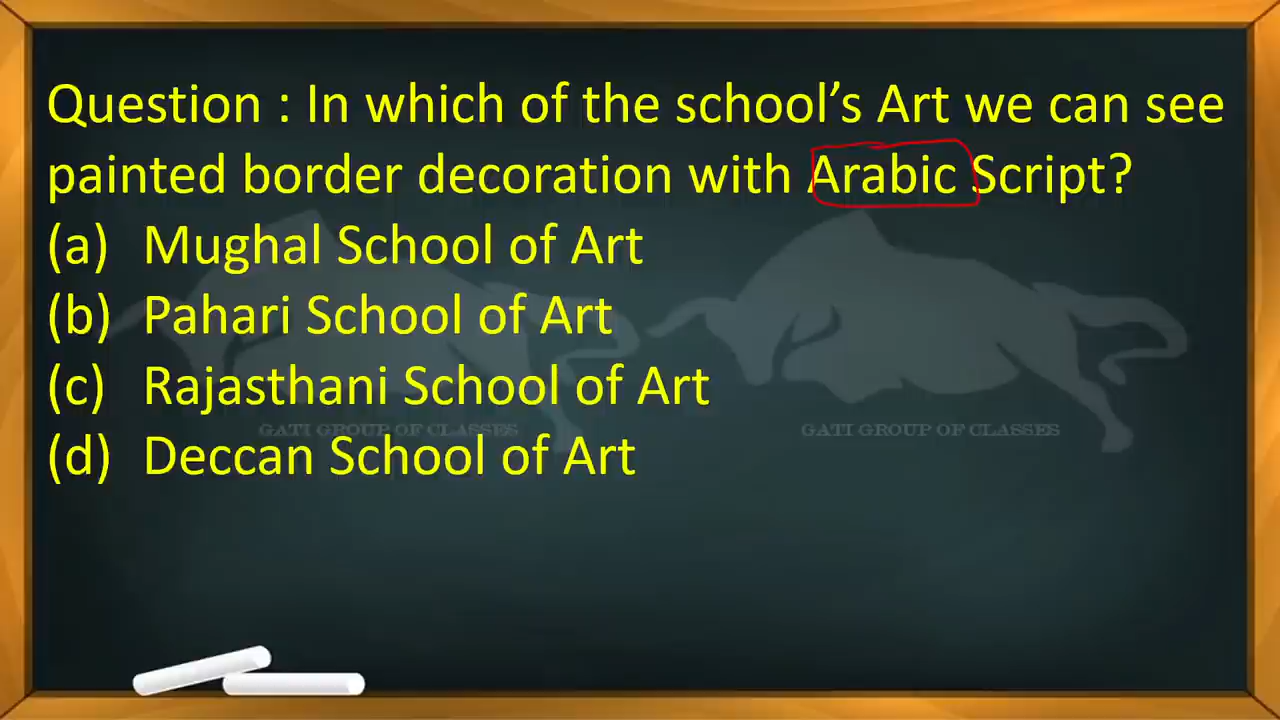 Question : In which of the school’s Art we can see
painted border decoration with Arabic Script?
(a) Mughal School of Art
(b) Pahari School of Art
(c) Rajasthani School of Art
GATI GROUP OF CLASSES GATI GROUP OF CLASSES
(d) Deccan School of Art